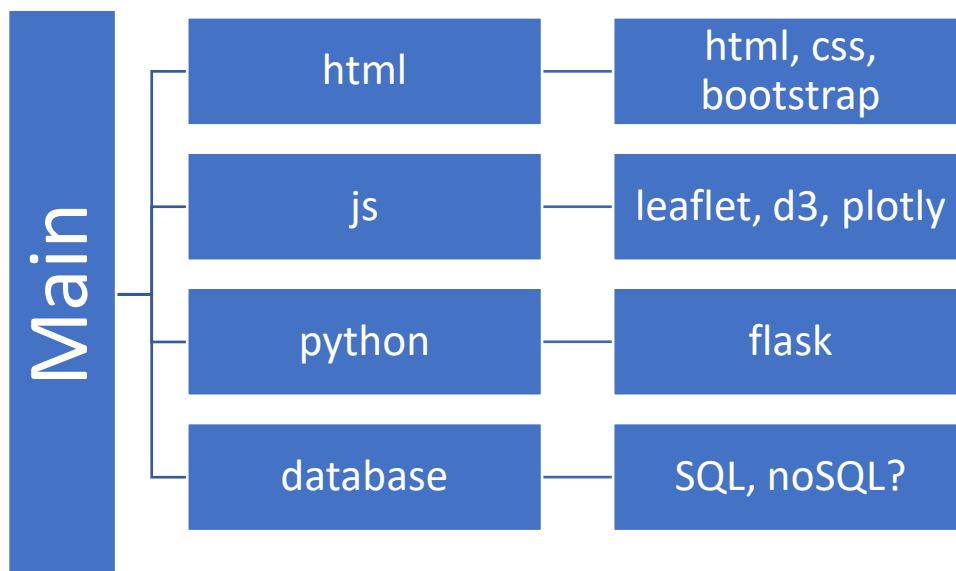 Main
html
html, css,
bootstrap
js
leaflet, d3, plotly
python
flask
database
SQL, noSQL?